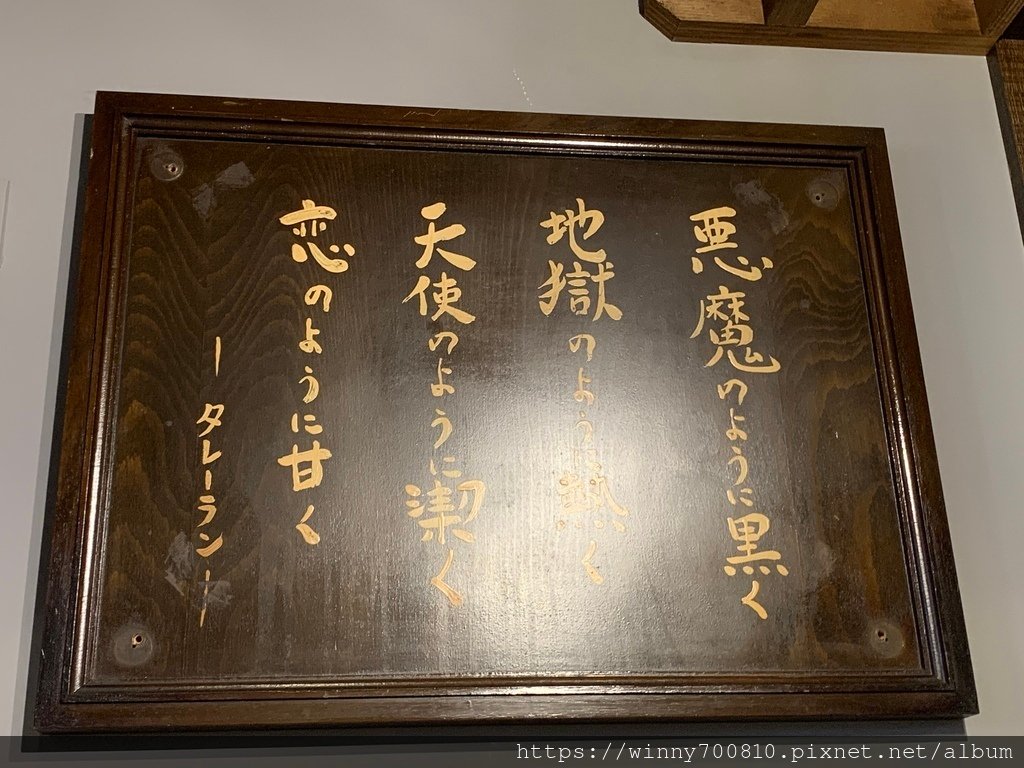 悪魔のように黒く
地獄のように熱く
天使のように潔く
恋のように甘く
ータレーランー
https://winny700810.pixnet.net/album